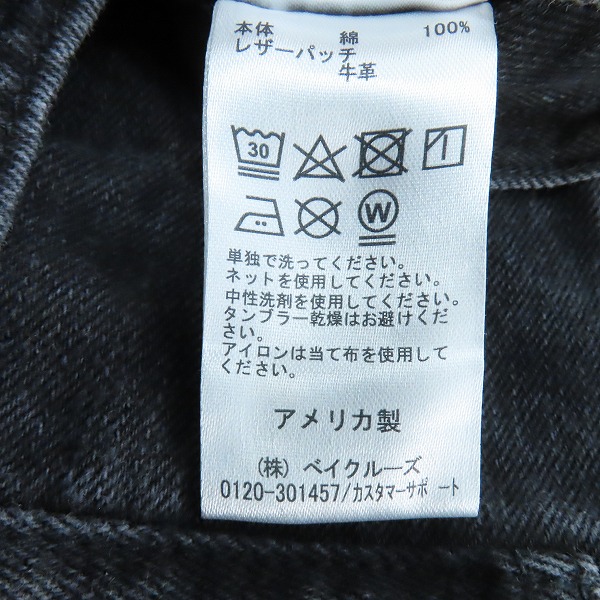 本体 綿 100%
レザーパッチ
牛革
30
W
単独で洗ってください。
ネットを使用してください。
中性洗剤を使用してください。
タンブラー乾燥はお避けくだ
さい。
アイロンは当て布を使用して
ください。
アメリカ製
(株) ベイクルーズ
0120-301457/カスタマーサポート